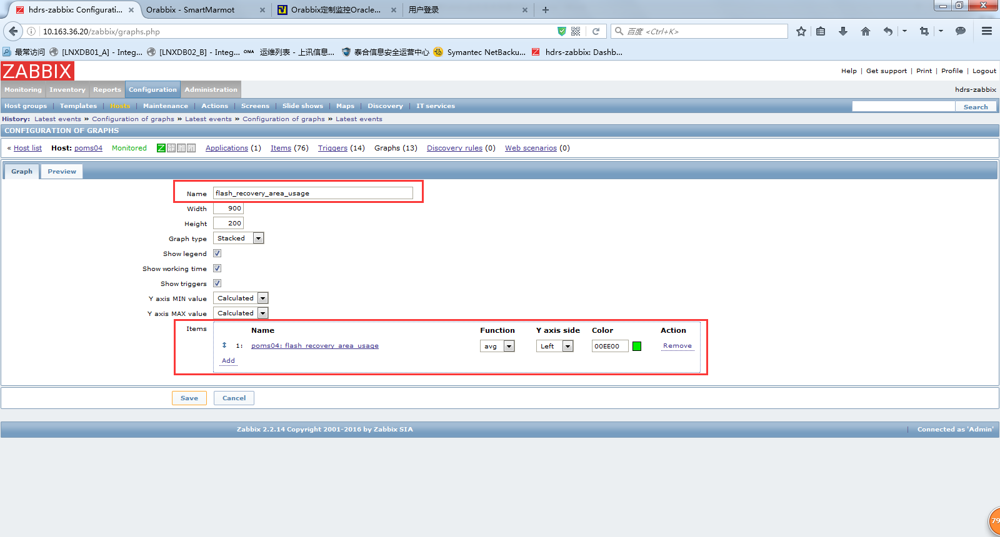 hdrs-zabbix: Configurati... × Orabbix - SmartMarmot × Orabbix定制监控Oracle... × 用户登录 × +
10.163.36.20/zabbix/graphs.php 百度 <Ctrl+K>
最常访问 [LNXDB01_A] - Integ... [LNXDB02_B] - Integ... OMA 运维列表 - 上讯信息... 泰合信息安全运营中心 Symantec NetBacku... hdrs-zabbix: Dashb...
ZABBIX
Help | Get support | Print | Profile | Logout
Monitoring Inventory Reports Configuration Administration hdrs-zabbix
Host groups | Templates | Hosts | Maintenance | Actions | Screens | Slide shows | Maps | Discovery | IT services Search
History: Latest events » Configuration of graphs » Latest events » Configuration of graphs » Latest events
CONFIGURATION OF GRAPHS
« Host list Host: poms04 Monitored Z Applications (1) Items (76) Triggers (14) Graphs (13) Discovery rules (0) Web scenarios (0)
Graph Preview
Name flash_recovery_area_usage
Width 900
Height 200
Graph type Stacked
Show legend
Show working time
Show triggers
Y axis MIN value Calculated
Y axis MAX value Calculated
Items Name Function Y axis side Color Action
1: poms04: flash_recovery_area_usage avg Left 00EE00 Remove
Add
Save Cancel
Zabbix 2.2.14 Copyright 2001-2016 by Zabbix SIA | Connected as 'Admin'